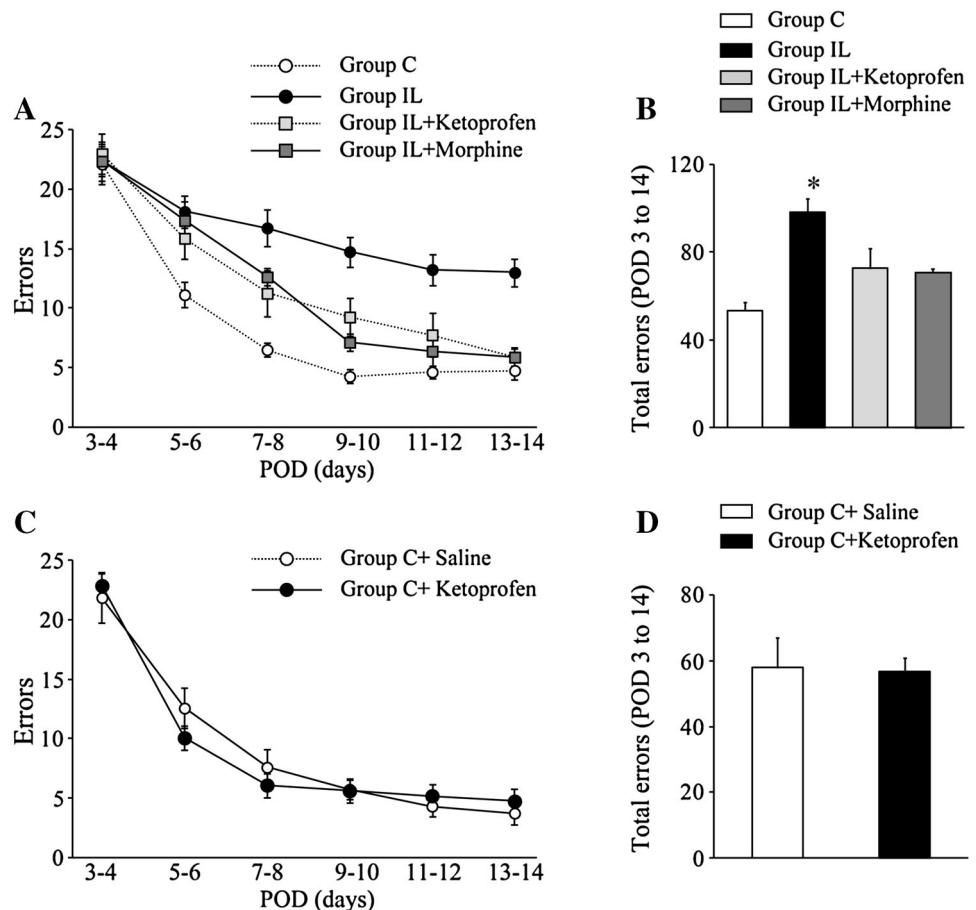 A
Group C
Group IL
Group IL+Ketoprofen
Group IL+Morphine
25
20
15
10
5
0
Errors
3-4 5-6 7-8 9-10 11-12 13-14
POD (days)
B
Group C
Group IL
Group IL+Ketoprofen
Group IL+Morphine
120
80
40
0
Total errors (POD 3 to 14)
*
C
Group C+ Saline
Group C+ Ketoprofen
25
20
15
10
5
0
Errors
3-4 5-6 7-8 9-10 11-12 13-14
POD (days)
D
Group C+ Saline
Group C+Ketoprofen
80
60
40
20
0
Total errors (POD 3 to 14)